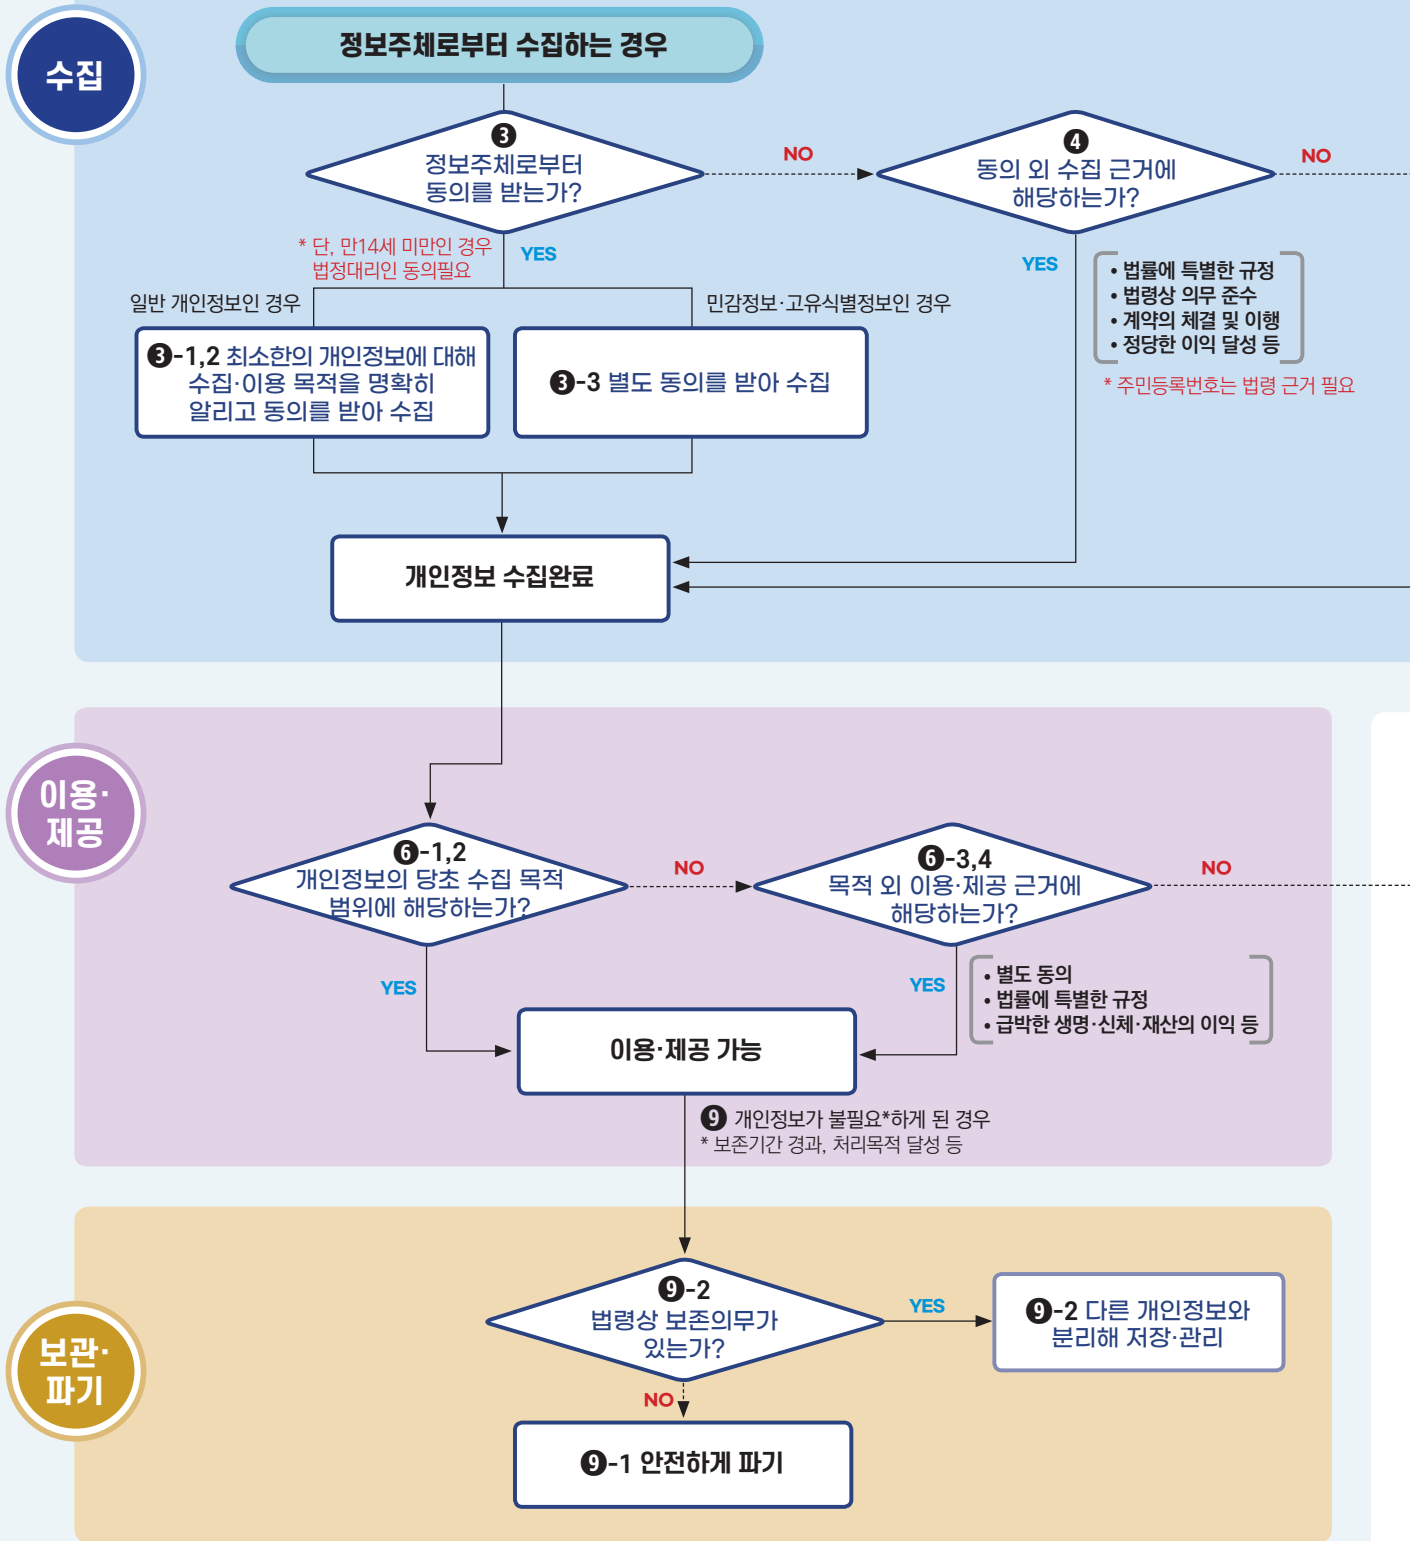 수집
정보주체로부터 수집하는 경우
❸
정보주체로부터
동의를 받는가?
NO
❹
동의 외 수집 근거에
해당하는가?
NO
* 단, 만14세 미만인 경우
법정대리인 동의필요
YES
YES
• 법률에 특별한 규정
• 법령상 의무 준수
• 계약의 체결 및 이행
• 정당한 이익 달성 등
* 주민등록번호는 법령 근거 필요
일반 개인정보인 경우
민감정보·고유식별정보인 경우
❸-1,2 최소한의 개인정보에 대해
수집·이용 목적을 명확히
알리고 동의를 받아 수집
❸-3 별도 동의를 받아 수집
개인정보 수집완료
이용·
제공
❻-1,2
개인정보의 당초 수집 목적
범위에 해당하는가?
NO
❻-3,4
목적 외 이용·제공 근거에
해당하는가?
NO
YES
YES
• 별도 동의
• 법률에 특별한 규정
• 급박한 생명·신체·재산의 이익 등
이용·제공 가능
❾ 개인정보가 불필요*하게 된 경우
* 보존기간 경과, 처리목적 달성 등
보관·
파기
❾-2
법령상 보존의무가
있는가?
YES
❾-2 다른 개인정보와
분리해 저장·관리
NO
❾-1 안전하게 파기